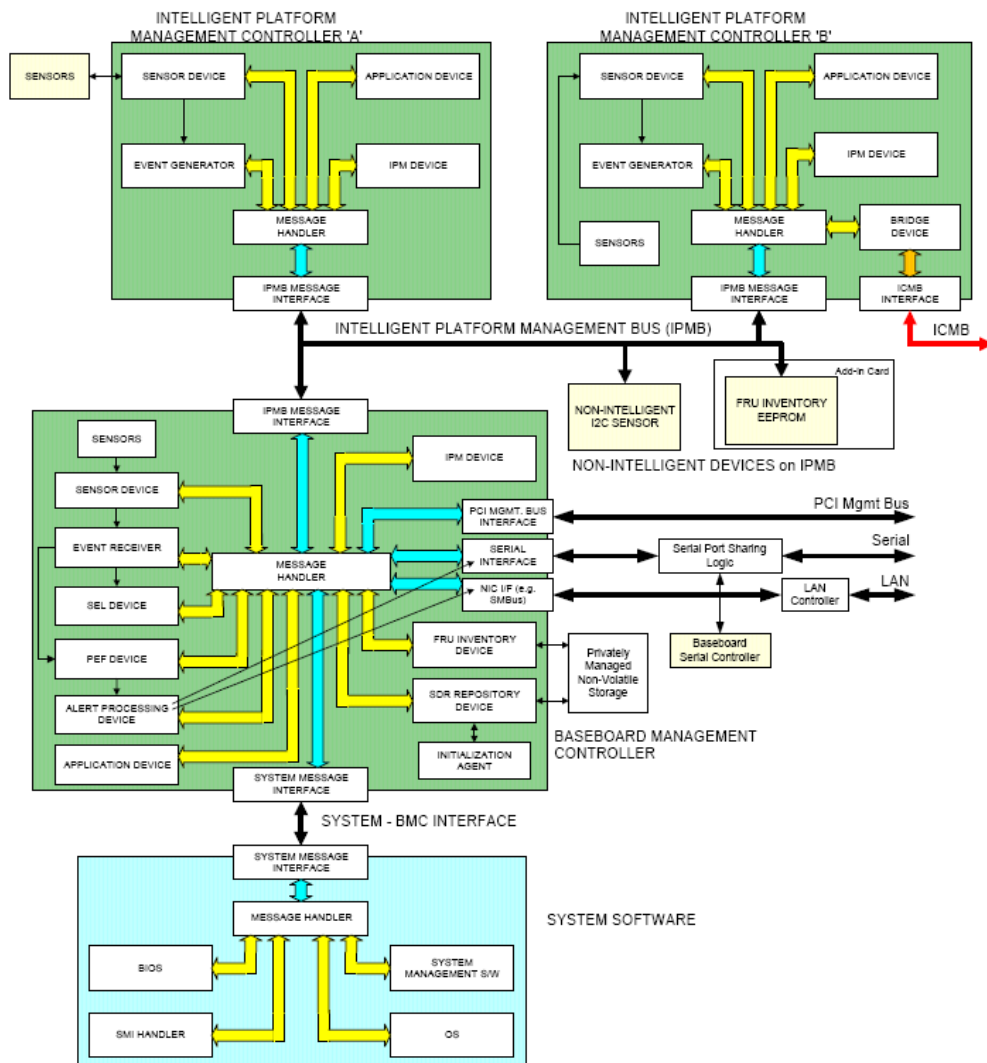 INTELLIGENT PLATFORM
MANAGEMENT CONTROLLER 'A'
SENSORS
SENSOR DEVICE
APPLICATION DEVICE
EVENT GENERATOR
IPM DEVICE
MESSAGE
HANDLER
IPMB MESSAGE
INTERFACE
INTELLIGENT PLATFORM
MANAGEMENT CONTROLLER 'B'
SENSOR DEVICE
APPLICATION DEVICE
EVENT GENERATOR
IPM DEVICE
SENSORS
MESSAGE
HANDLER
BRIDGE
DEVICE
IPMB MESSAGE
INTERFACE
ICMB
INTERFACE
INTELLIGENT PLATFORM MANAGEMENT BUS (IPMB)
ICMB
NON-INTELLIGENT
I2C SENSOR
Add-in Card
FRU INVENTORY
EEPROM
NON-INTELLIGENT DEVICES on IPMB
IPMB MESSAGE
INTERFACE
SENSORS
IPM DEVICE
SENSOR DEVICE
PCI MGMT. BUS
INTERFACE
PCI Mgmt Bus
EVENT RECEIVER
SERIAL
INTERFACE
Serial Port Sharing
Logic
Serial
MESSAGE
HANDLER
SEL DEVICE
NIC I/F (e.g.
SMBus)
LAN
Controller
LAN
PEF DEVICE
FRU INVENTORY
DEVICE
Privately
Managed
Non-Volatile
Storage
Baseboard
Serial Controller
ALERT PROCESSING
DEVICE
SDR REPOSITORY
DEVICE
APPLICATION DEVICE
INITIALIZATION
AGENT
BASEBOARD MANAGEMENT
CONTROLLER
SYSTEM MESSAGE
INTERFACE
SYSTEM - BMC INTERFACE
SYSTEM MESSAGE
INTERFACE
MESSAGE HANDLER
SYSTEM SOFTWARE
BIOS
SYSTEM
MANAGEMENT S/W
SMI HANDLER
OS